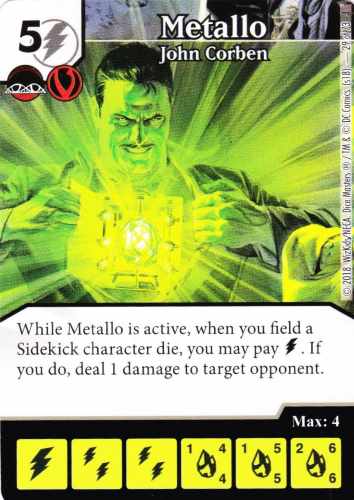 5
Metallo
John Corben
© 2018 WizKids/NECA Dice Masters ® / TM & © DC Comics (s18)
While Metallo is active, when you field a
Sidekick character die, you may pay . If
you do, deal 1 damage to target opponent.
Max: 4
1 4 4
1 5 5
2 6 6